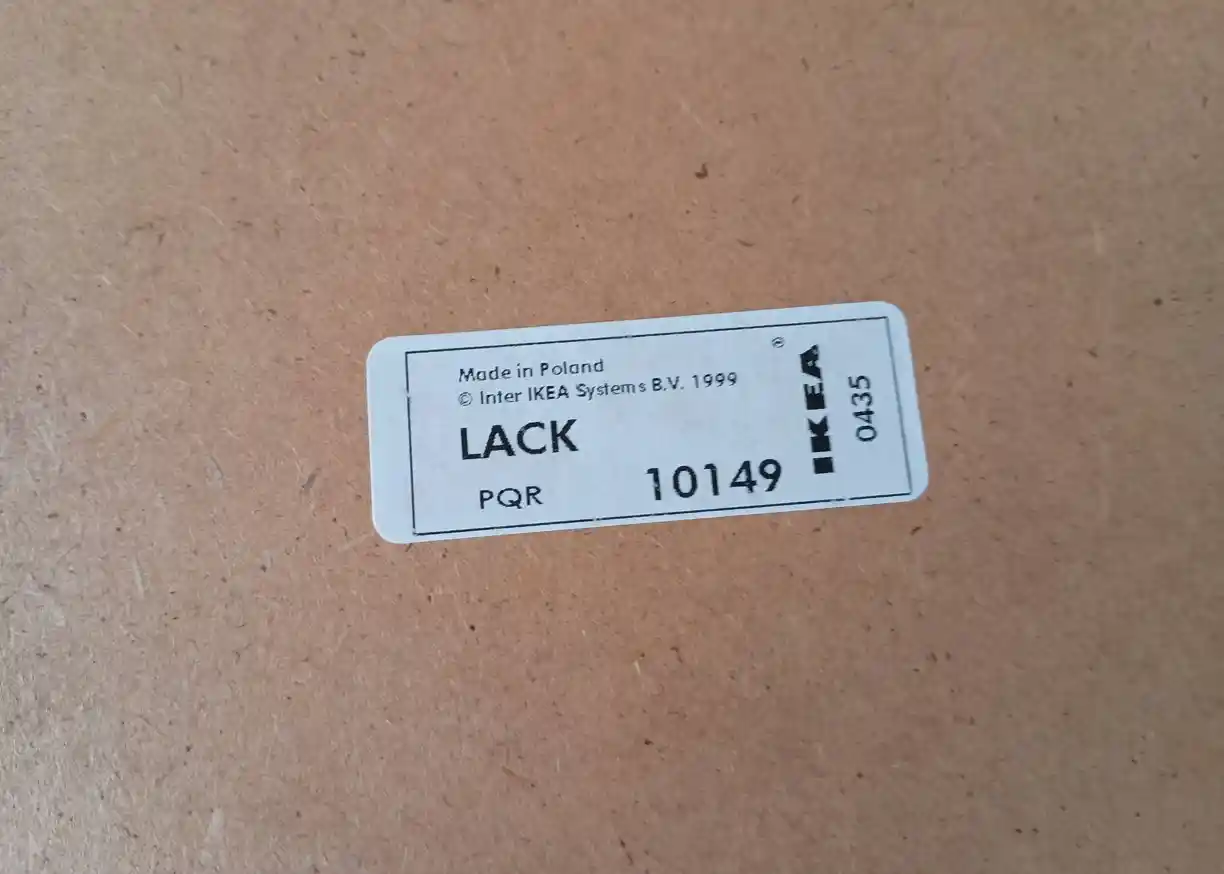 Made in Poland
© Inter IKEA Systems B.V. 1999
LACK
PQR
10149
IKEA®
0435